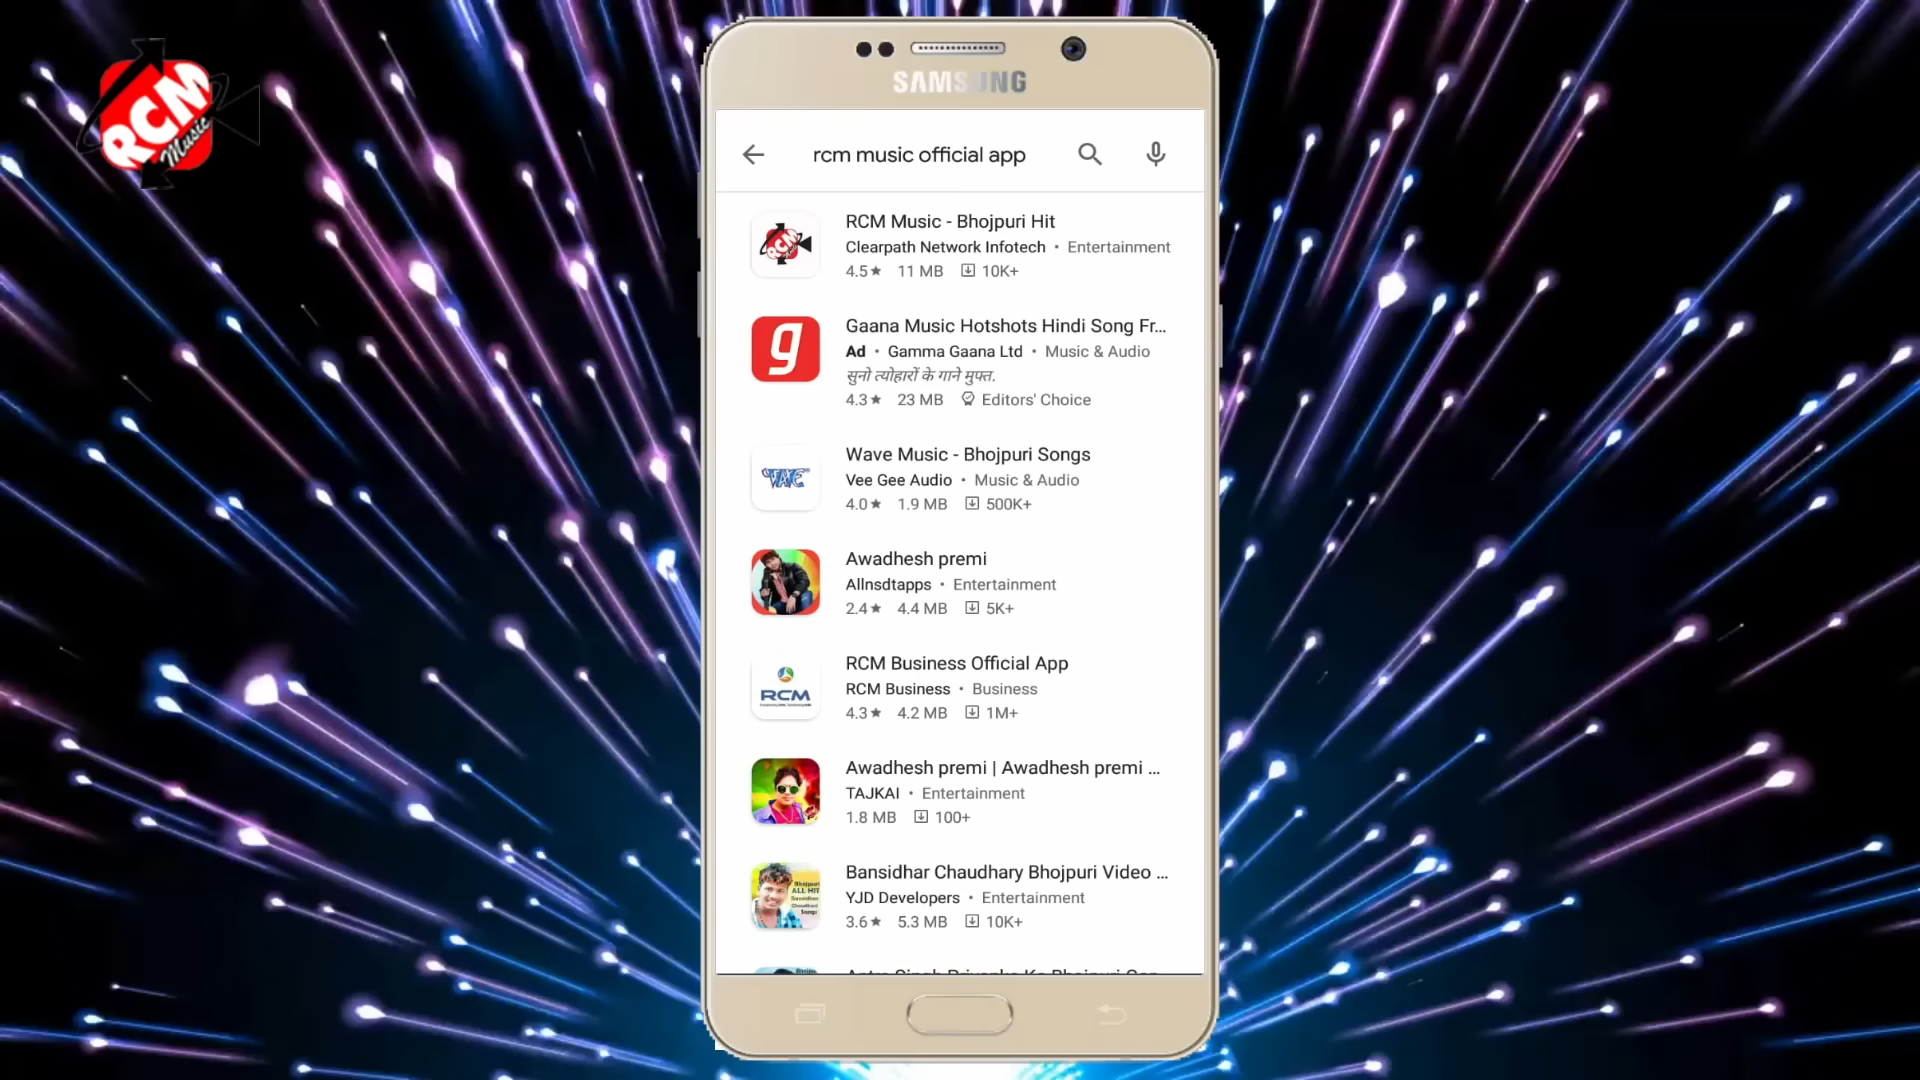 RCM
Music
SAMSUNG
rcm music official app
RCM Music - Bhojpuri Hit
Clearpath Network Infotech • Entertainment
4.5★ 11 MB 10K+
Gaana Music Hotshots Hindi Song Fr...
Ad • Gamma Gaana Ltd • Music & Audio
सुनो त्योहारों के गाने मुफ्त.
4.3★ 23 MB Editors' Choice
Wave Music - Bhojpuri Songs
Vee Gee Audio • Music & Audio
4.0★ 1.9 MB 500K+
Awadhesh premi
Allnsdtapps • Entertainment
2.4★ 4.4 MB 5K+
RCM Business Official App
RCM Business • Business
4.3★ 4.2 MB 1M+
RCM
Awadhesh premi | Awadhesh premi ...
TAJKAI • Entertainment
1.8 MB 100+
Bansidhar Chaudhary Bhojpuri Video ...
YJD Developers • Entertainment
3.6★ 5.3 MB 10K+
Bhojpuri
ALL HIT
Songs